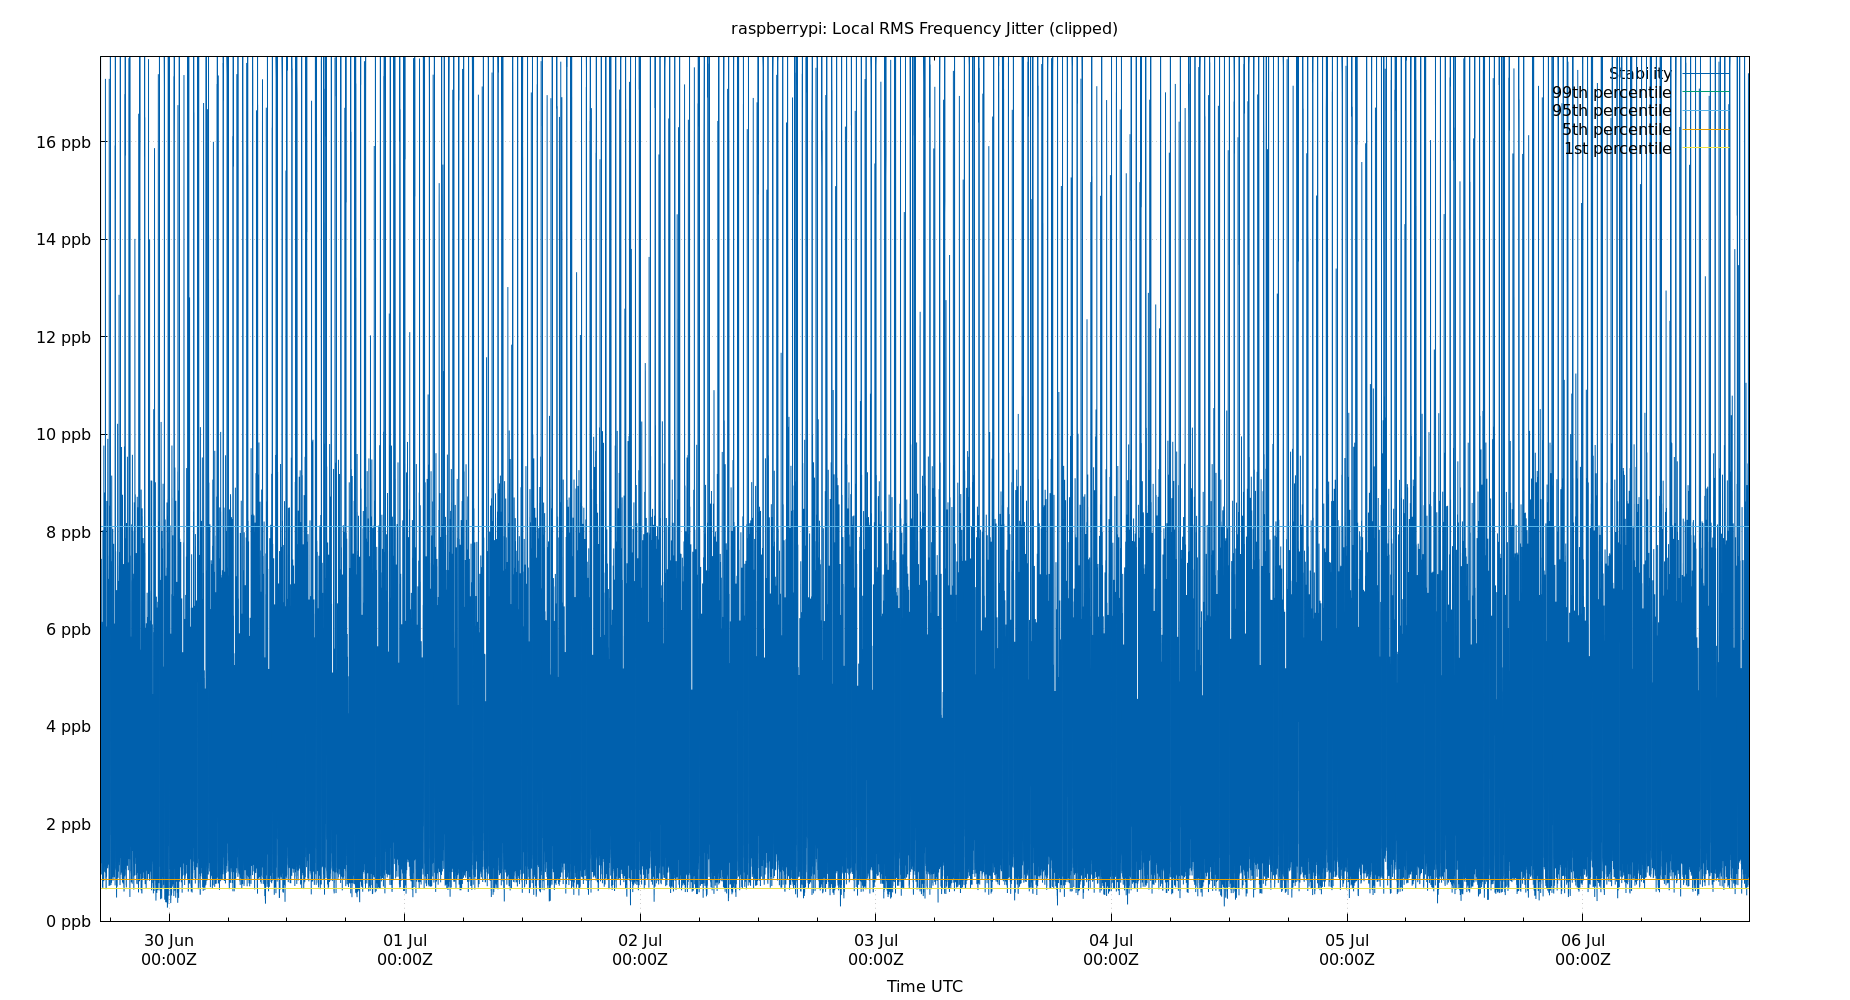 raspberrypi: Local RMS Frequency Jitter (clipped)
Stability
99th percentile
95th percentile
5th percentile
1st percentile
16 ppb
14 ppb
12 ppb
10 ppb
8 ppb
6 ppb
4 ppb
2 ppb
0 ppb
30 Jun 01 Jul 02 Jul 03 Jul 04 Jul 05 Jul 06 Jul
00:00Z 00:00Z 00:00Z 00:00Z 00:00Z 00:00Z 00:00Z
Time UTC